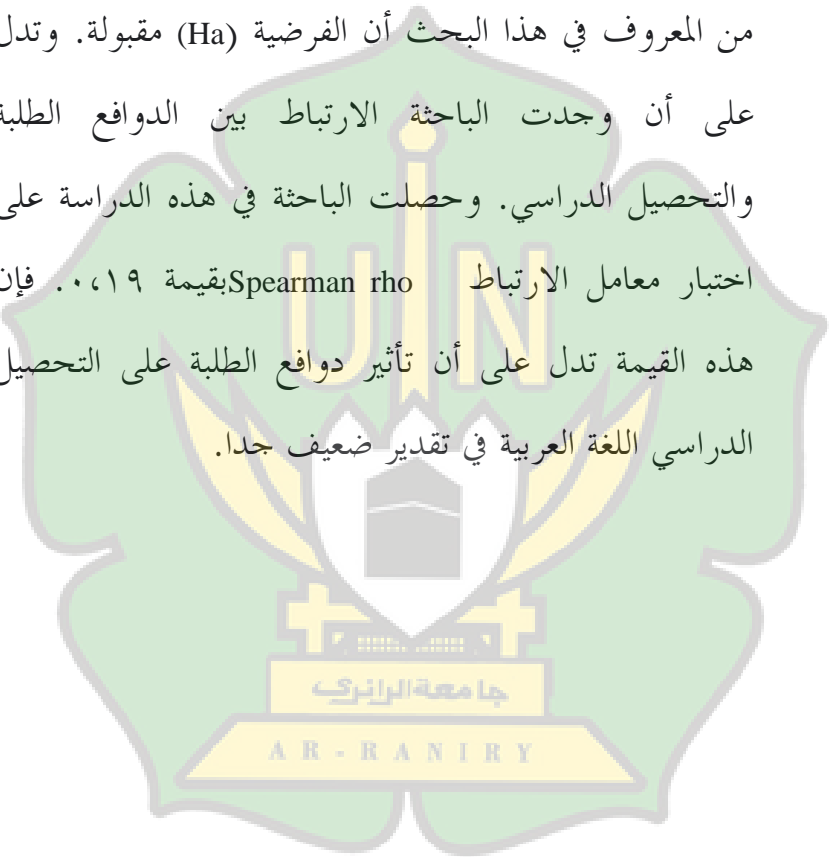 من المعروف في هذا البحث أن الفرضية (Ha) مقبولة. وتدل
على أن وجدت الباحثة الارتباط بين الدوافع الطلبة
والتحصيل الدراسي. وحصلت الباحثة في هذه الدراسة على
اختبار معامل الارتباط Spearman rhoبقيمة ٠،١٩. فإن
هذه القيمة تدل على أن تأثير دوافع الطلبة على التحصيل
الدراسي اللغة العربية في تقدير ضعيف جدا.
UIN
جامعة الرانري
AR-RANIRY